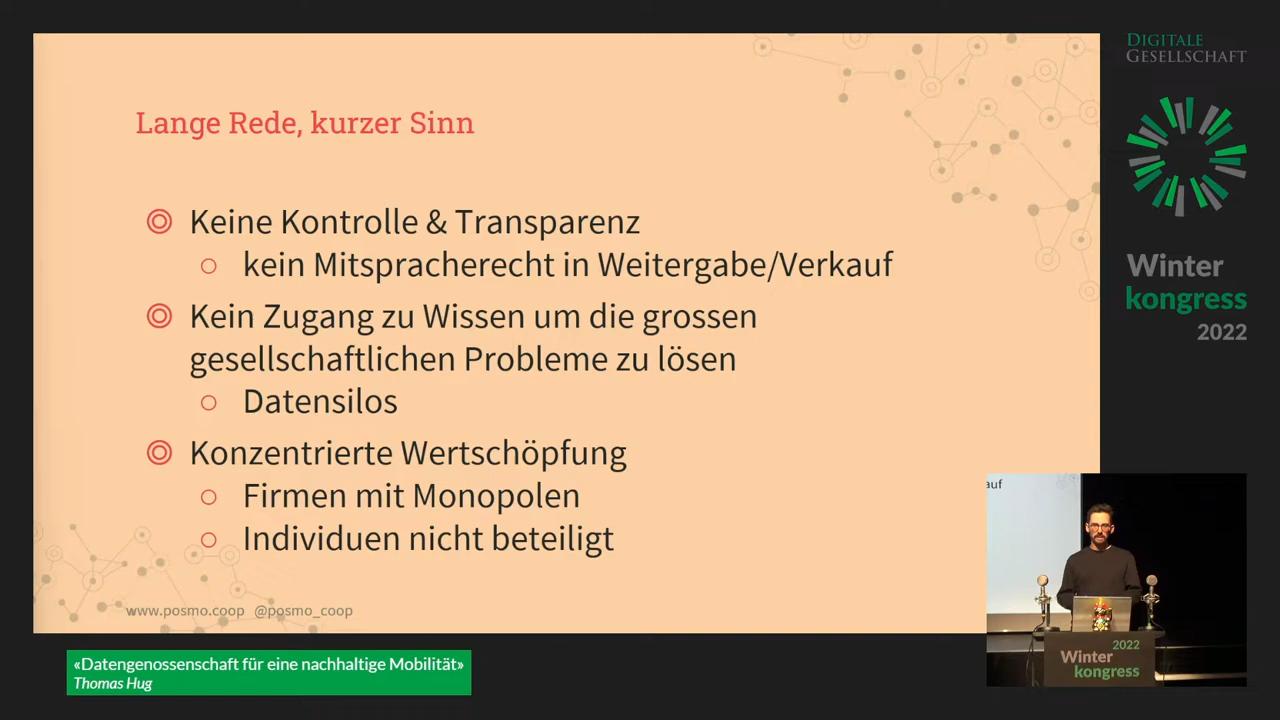 DIGITALE
GESELLSCHAFT
Lange Rede, kurzer Sinn
Keine Kontrolle & Transparenz
kein Mitspracherecht in Weitergabe/Verkauf
Kein Zugang zu Wissen um die grossen
gesellschaftlichen Probleme zu lösen
Datensilos
Konzentrierte Wertschöpfung
Firmen mit Monopolen
Individuen nicht beteiligt
www.posmo.coop @posmo_coop
Winter
kongress
2022
auf
2022
Winter
kongress
«Datengenossenschaft für eine nachhaltige Mobilität»
Thomas Hug